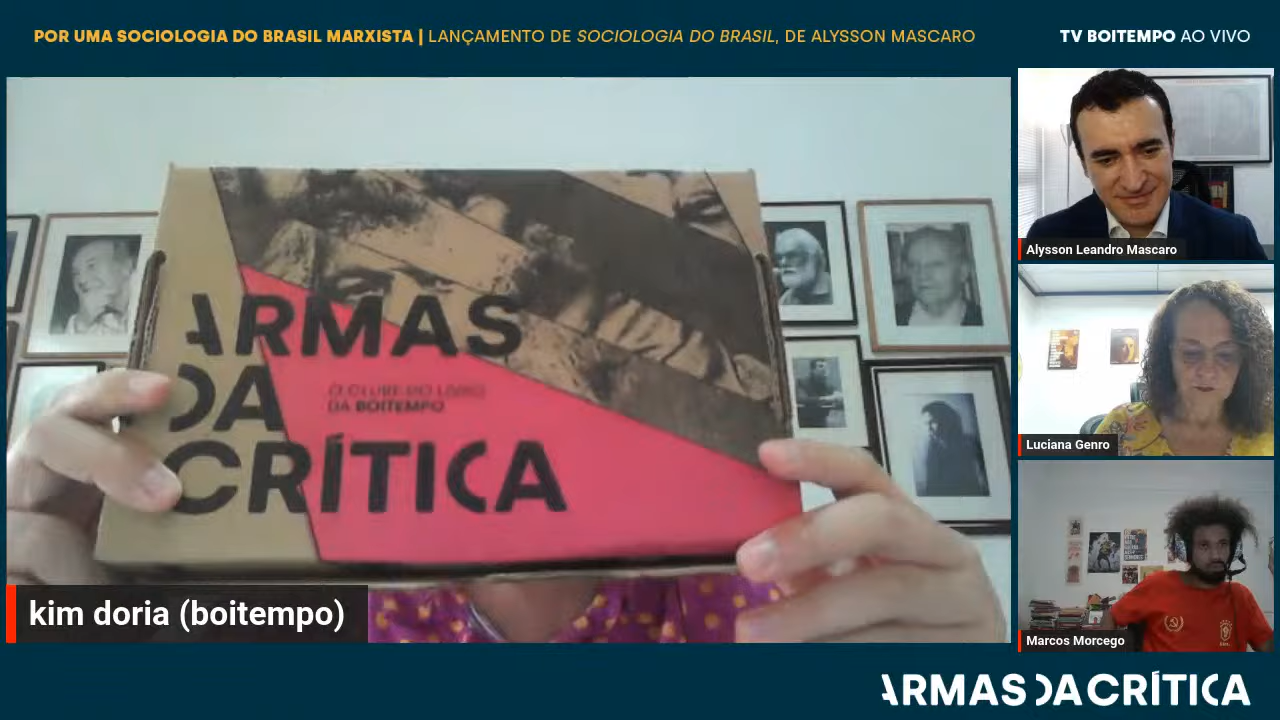 POR UMA SOCIOLOGIA DO BRASIL MARXISTA | LANÇAMENTO DE SOCIOLOGIA DO BRASIL, DE ALYSSON MASCARO
TV BOITEMPO AO VIVO
ARMAS
DA
O CLUBE DO LIVRO
DA BOITEMPO
CRÍTICA
kim doria (boitempo)
Alysson Leandro Mascaro
Luciana Genro
Marcos Morcego
ARMAS DA CRÍTICA